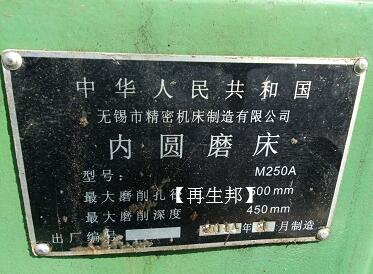 中华人民共和国
无锡市精密机床制造有限公司
内圆磨床
型号: M250A
最大磨削孔径 500mm
最大磨削深度 450mm
出厂编号 年 月制造
【再生邦】